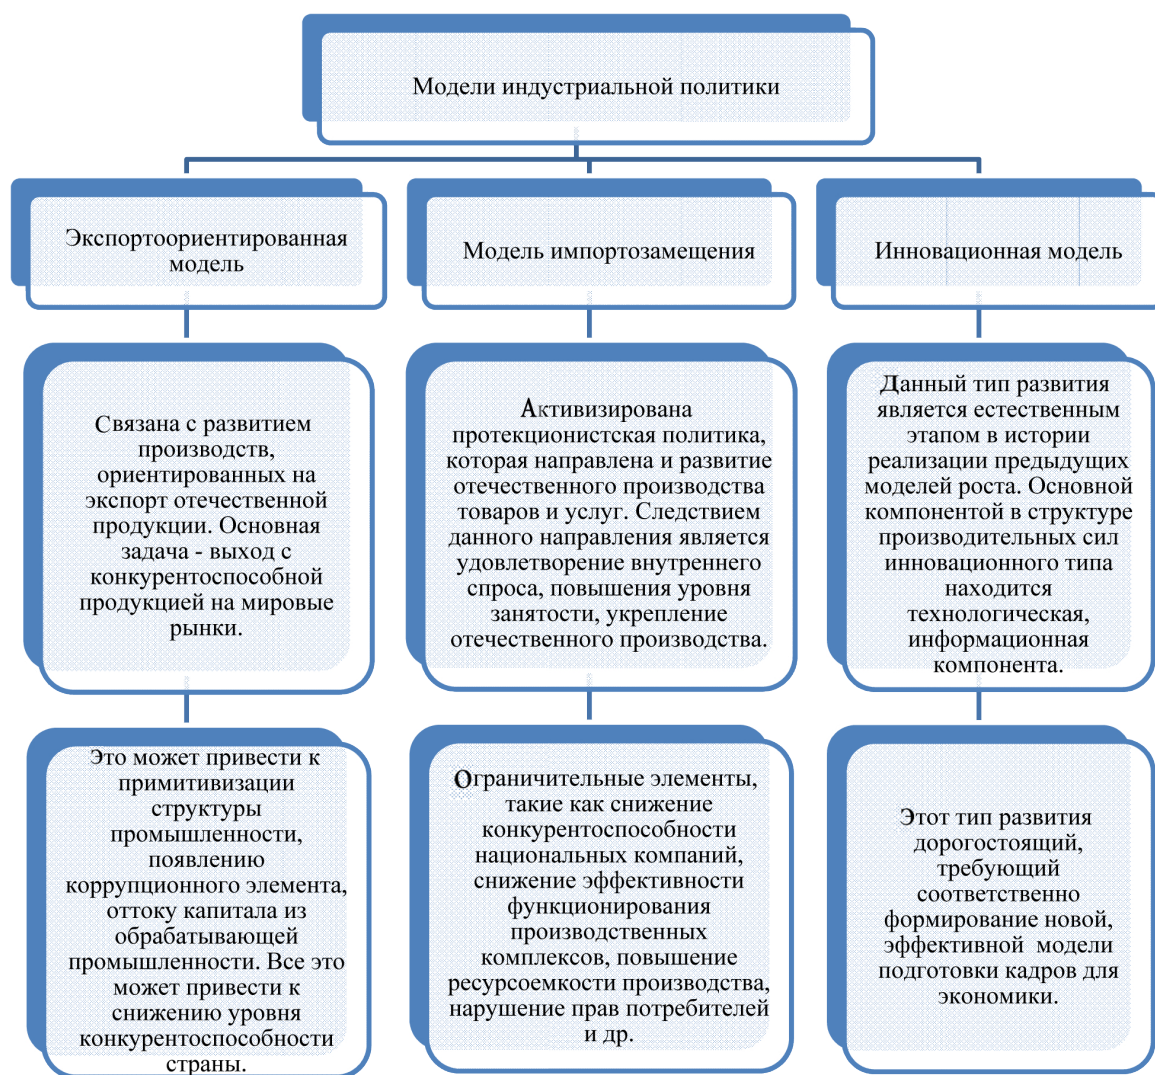 Модели индустриальной политики
Экспортоориентированная
модель
Модель импортозамещения
Инновационная модель
Связана с развитием
производств,
ориентированных на
экспорт отечественной
продукции. Основная
задача - выход с
конкурентоспособной
продукцией на мировые
рынки.
Активизирована
протекционистская политика,
которая направлена и развитие
отечественного производства
товаров и услуг. Следствием
данного направления является
удовлетворение внутреннего
спроса, повышения уровня
занятости, укрепление
отечественного производства.
Данный тип развития
является естественным
этапом в истории
реализации предыдущих
моделей роста. Основной
компонентой в структуре
производительных сил
инновационного типа
находится
технологическая,
информационная
компонента.
Это может привести к
примитивизации
структуры
промышленности,
появлению
коррупционного элемента,
оттоку капитала из
обрабатывающей
промышленности. Все это
может привести к
снижению уровня
конкурентоспособности
страны.
Ограничительные элементы,
такие как снижение
конкурентоспособности
национальных компаний,
снижение эффективности
функционирования
производственных
комплексов, повышение
ресурсоемкости производства,
нарушение прав потребителей
и др.
Этот тип развития
дорогостоящий,
требующий
соответственно
формирование новой,
эффективной модели
подготовки кадров для
экономики.